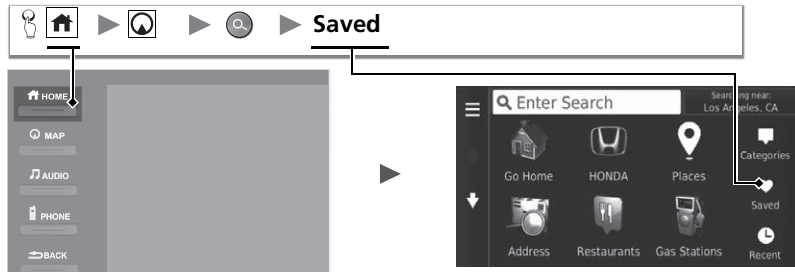 Saved
HOME
MAP
AUDIO
PHONE
BACK
Enter Search
Searching near:
Los Angeles, CA
Go Home
HONDA
Places
Categories
Saved
Address
Restaurants
Gas Stations
Recent